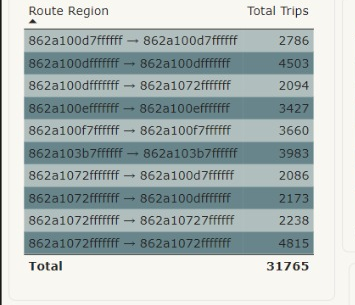 Route Region Total Trips
862a100d7ffffff → 862a100d7ffffff 2786
862a100dfffffff → 862a100dfffffff 4503
862a100dfffffff → 862a1072fffffff 2094
862a100efffffff → 862a100efffffff 3427
862a100f7ffffff → 862a100f7ffffff 3660
862a103b7ffffff → 862a103b7ffffff 3983
862a1072fffffff → 862a100d7ffffff 2086
862a1072fffffff → 862a100dfffffff 2173
862a1072fffffff → 862a10727ffffff 2238
862a1072fffffff → 862a1072fffffff 4815
Total 31765